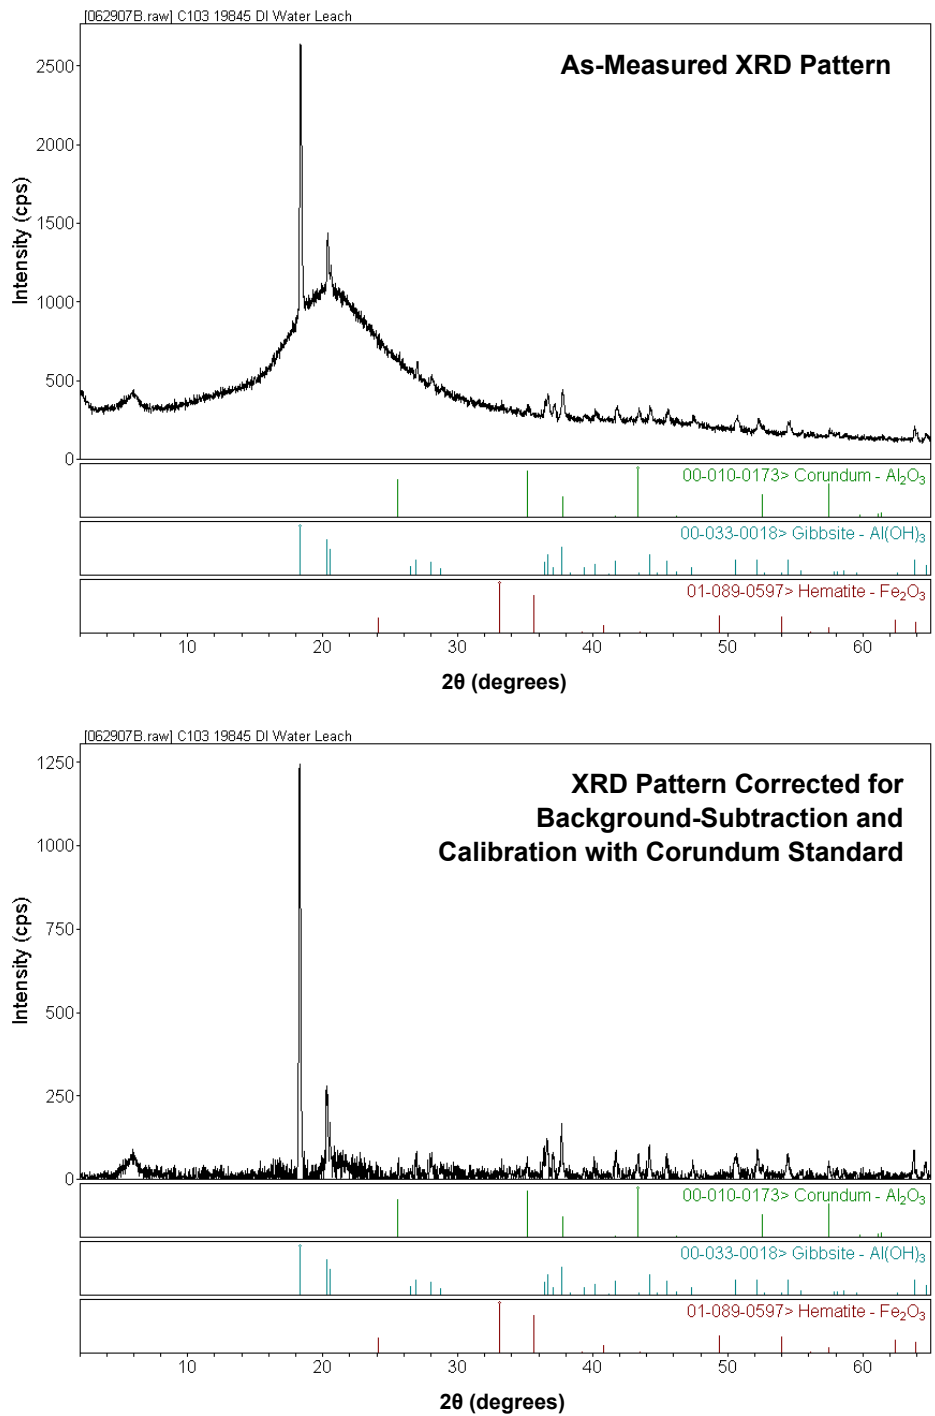 [062907B.raw] C103 19845 DI Water Leach
As-Measured XRD Pattern
2500
2000
1500
1000
500
0
Intensity (cps)
00-010-0173> Corundum - Al₂O₃
00-033-0018> Gibbsite - Al(OH)₃
01-089-0597> Hematite - Fe₂O₃
10 20 30 40 50 60
2θ (degrees)
[062907B.raw] C103 19845 DI Water Leach
XRD Pattern Corrected for
Background-Subtraction and
Calibration with Corundum Standard
1250
1000
750
500
250
0
Intensity (cps)
00-010-0173> Corundum - Al₂O₃
00-033-0018> Gibbsite - Al(OH)₃
01-089-0597> Hematite - Fe₂O₃
10 20 30 40 50 60
2θ (degrees)